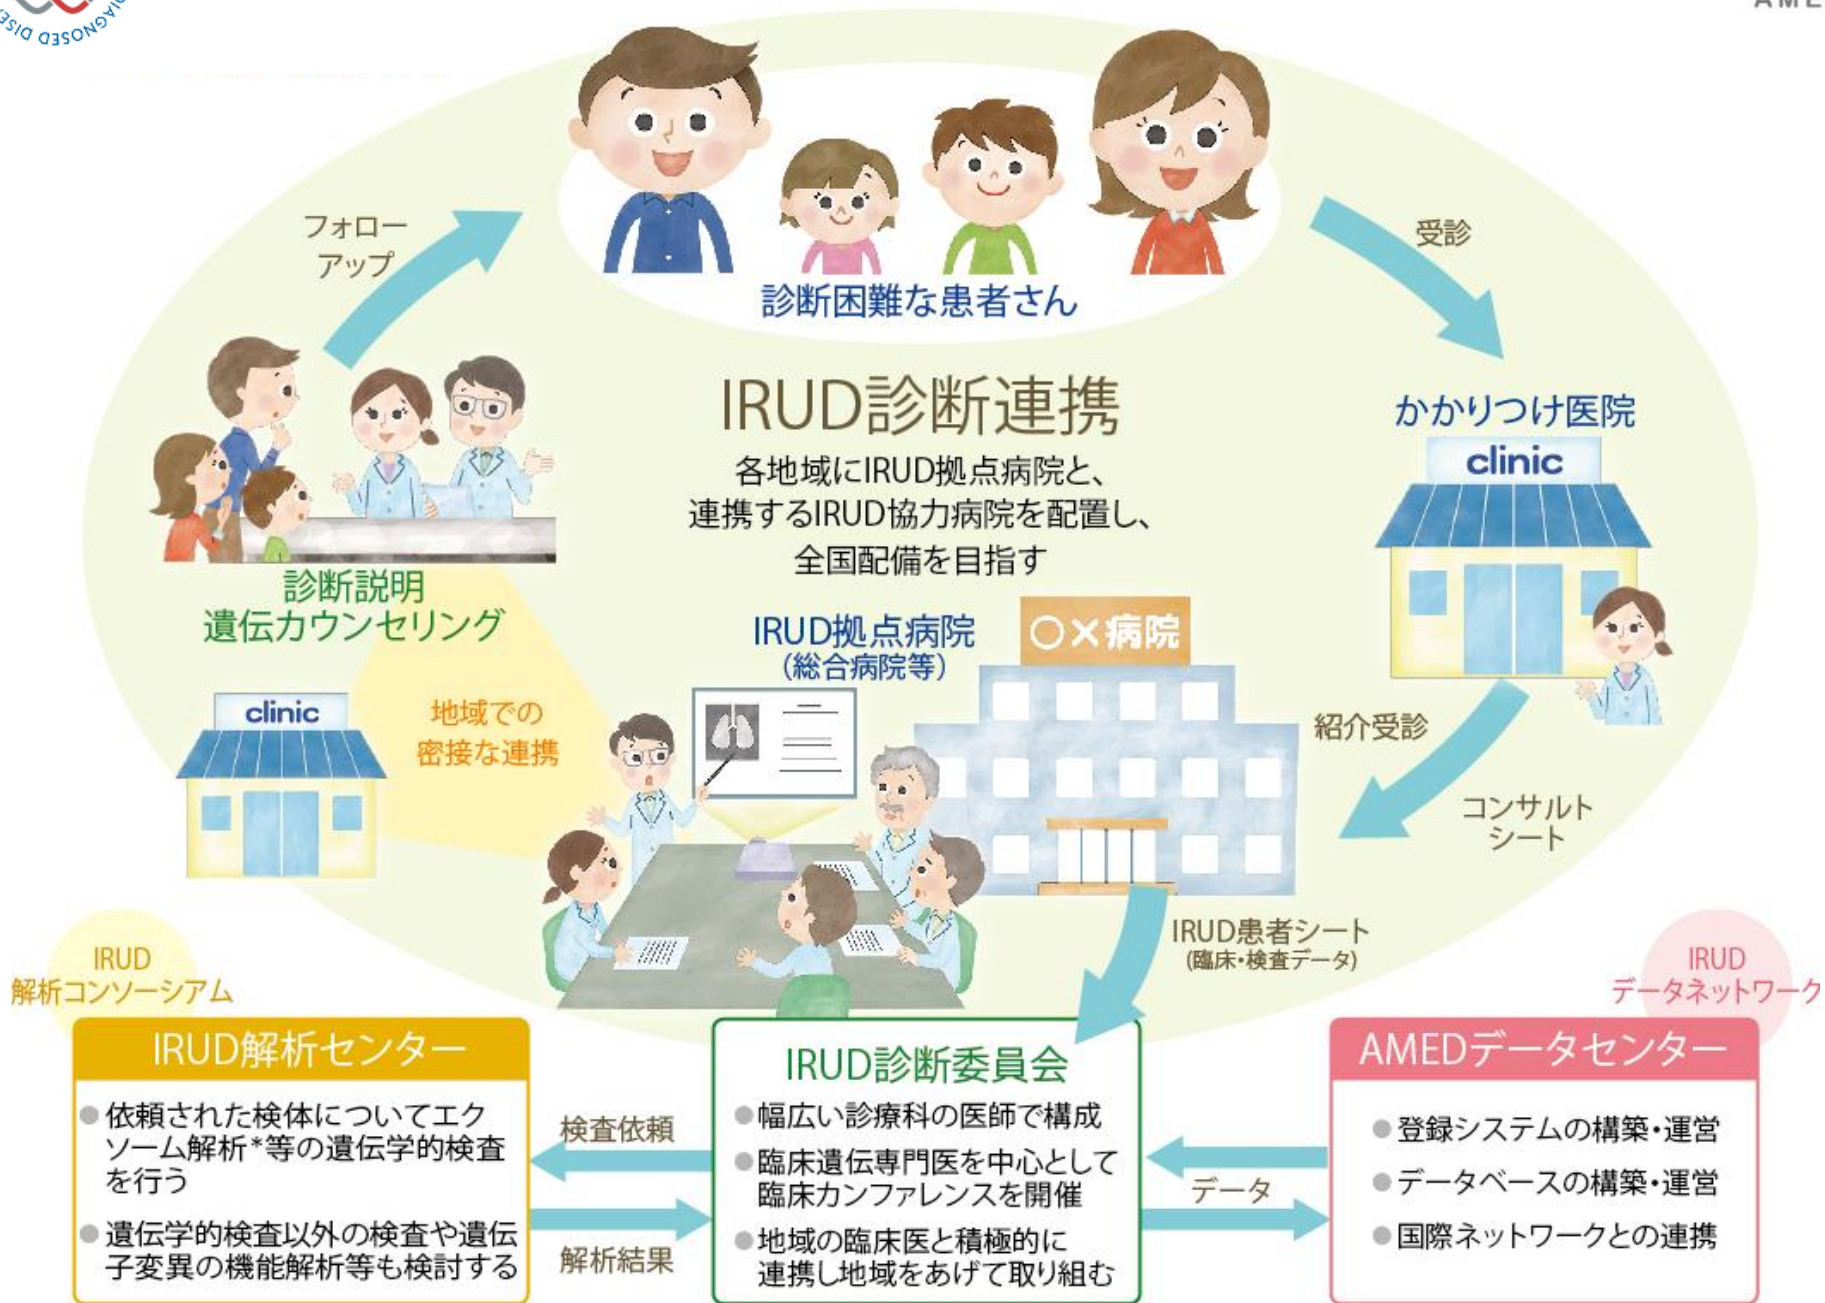 DIAGNOSED
診断困難な患者さん
フォロー
アップ
受診
IRUD診断連携
各地域にIRUD拠点病院と、
連携するIRUD協力病院を配置し、
全国配備を目指す
かかりつけ医院
clinic
診断説明
遺伝カウンセリング
IRUD拠点病院
(総合病院等)
〇×病院
clinic
地域での
密接な連携
紹介受診
コンサルト
シート
IRUD患者シート
(臨床・検査データ)
IRUD
解析コンソーシアム
IRUD
データネットワーク
IRUD解析センター
●依頼された検体についてエク
ソーム解析*等の遺伝学的検査
を行う
●遺伝学的検査以外の検査や遺伝
子変異の機能解析等も検討する
検査依頼
解析結果
IRUD診断委員会
●幅広い診療科の医師で構成
●臨床遺伝専門医を中心として
臨床カンファレンスを開催
●地域の臨床医と積極的に
連携し地域をあげて取り組む
データ
AMEDデータセンター
●登録システムの構築・運営
●データベースの構築・運営
●国際ネットワークとの連携